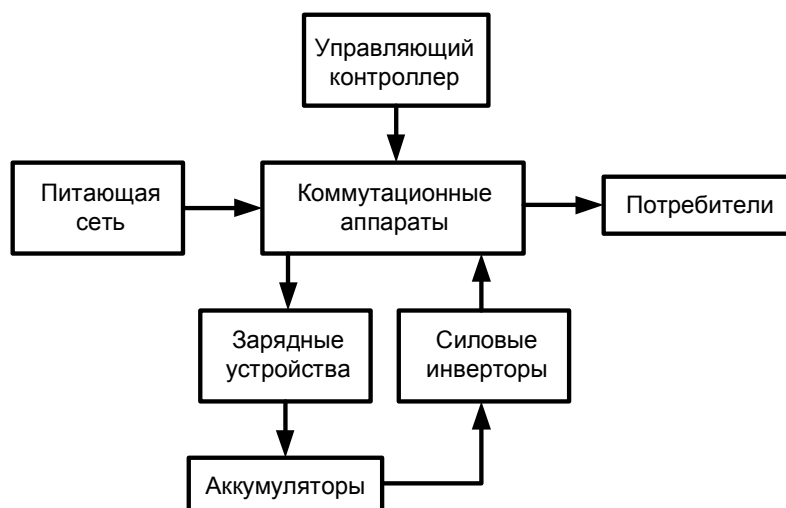 Управляющий
контроллер
Питающая
сеть
Коммутационные
аппараты
Потребители
Зарядные
устройства
Силовые
инверторы
Аккумуляторы